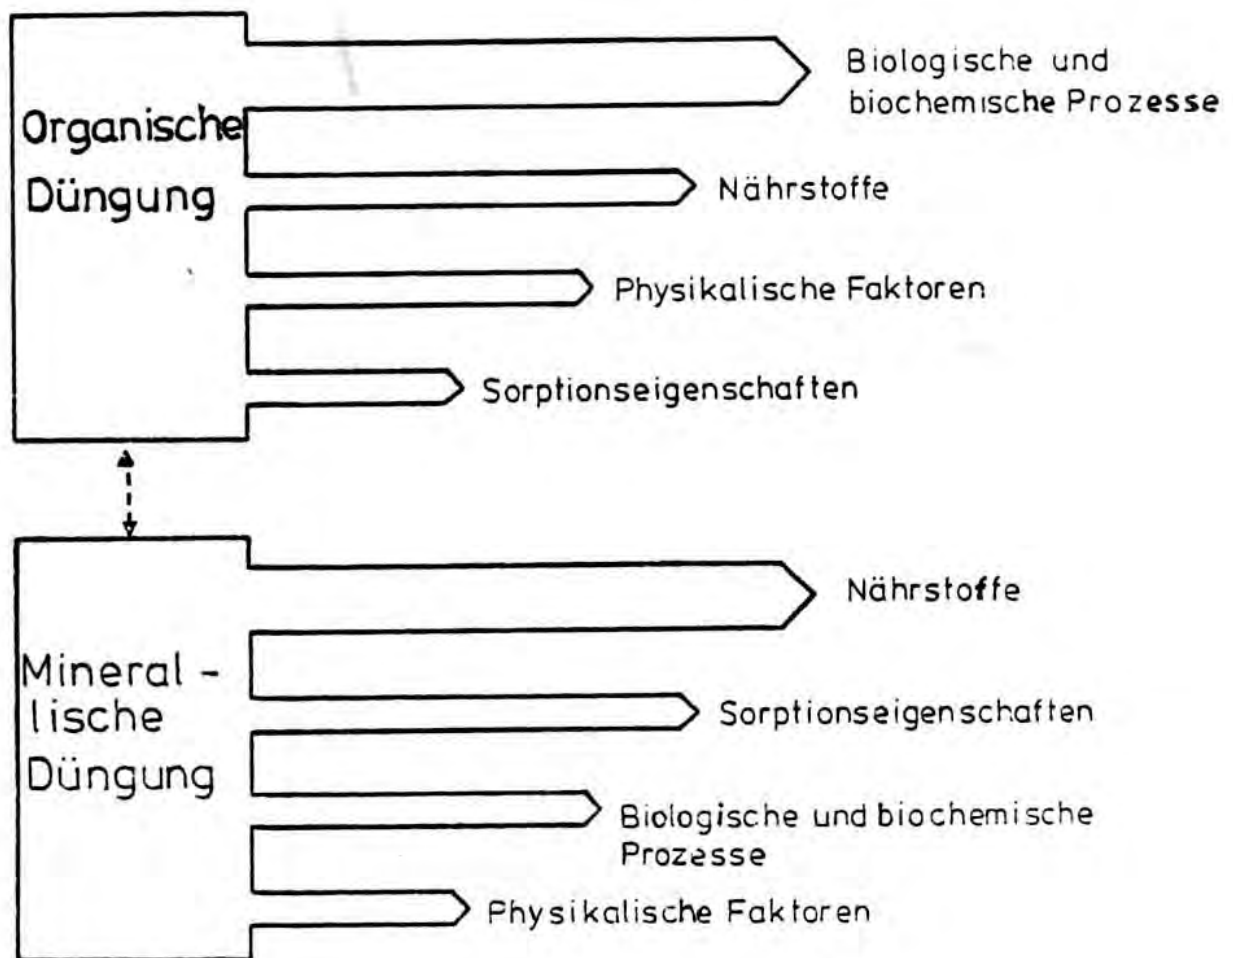 Organische
Düngung
Biologische und
biochemische Prozesse
Nährstoffe
Physikalische Faktoren
Sorptionseigenschaften
Mineral -
lische
Düngung
Nährstoffe
Sorptionseigenschaften
Biologische und biochemische
Prozesse
Physikalische Faktoren